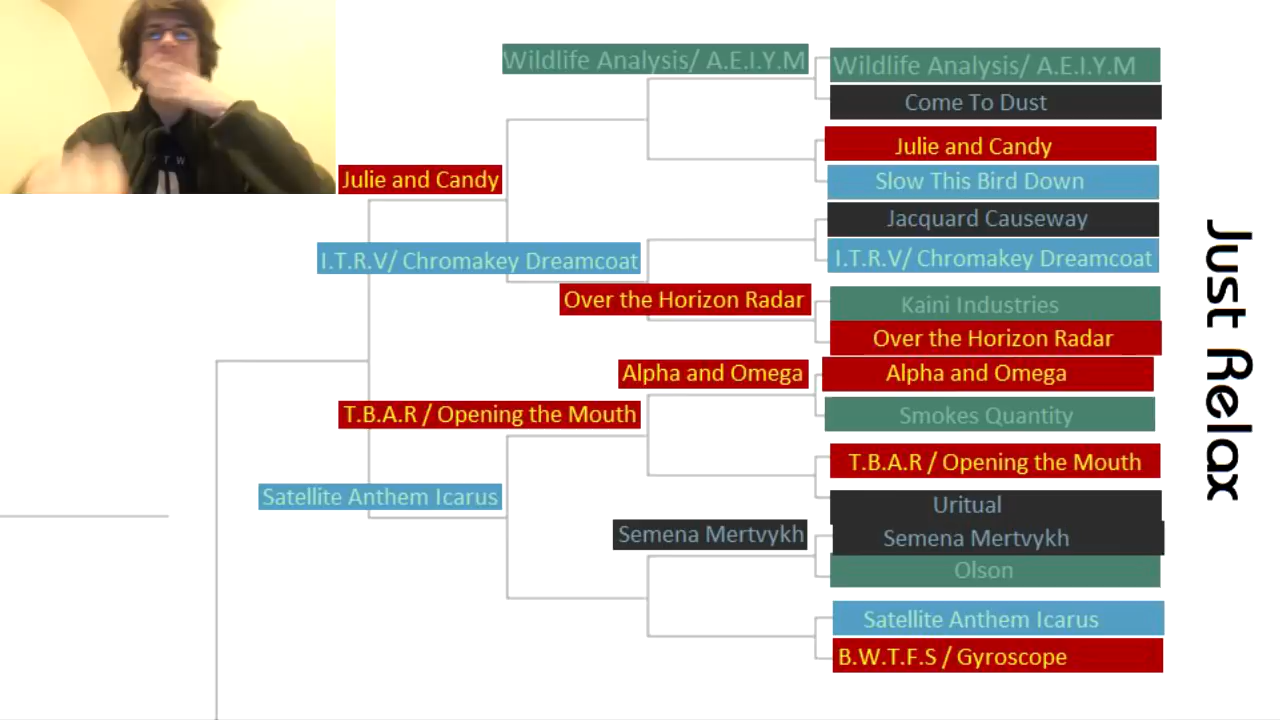 Wildlife Analysis/ A.E.I.Y.M
Wildlife Analysis/ A.E.I.Y.M
Come To Dust
Julie and Candy
Julie and Candy
Slow This Bird Down
Jacquard Causeway
I.T.R.V/ Chromakey Dreamcoat
I.T.R.V/ Chromakey Dreamcoat
Over the Horizon Radar
Kaini Industries
Over the Horizon Radar
Alpha and Omega
Alpha and Omega
T.B.A.R / Opening the Mouth
Smokes Quantity
T.B.A.R / Opening the Mouth
Satellite Anthem Icarus
Uritual
Semena Mertvykh
Semena Mertvykh
Olson
Satellite Anthem Icarus
B.W.T.F.S / Gyroscope
Just Relax